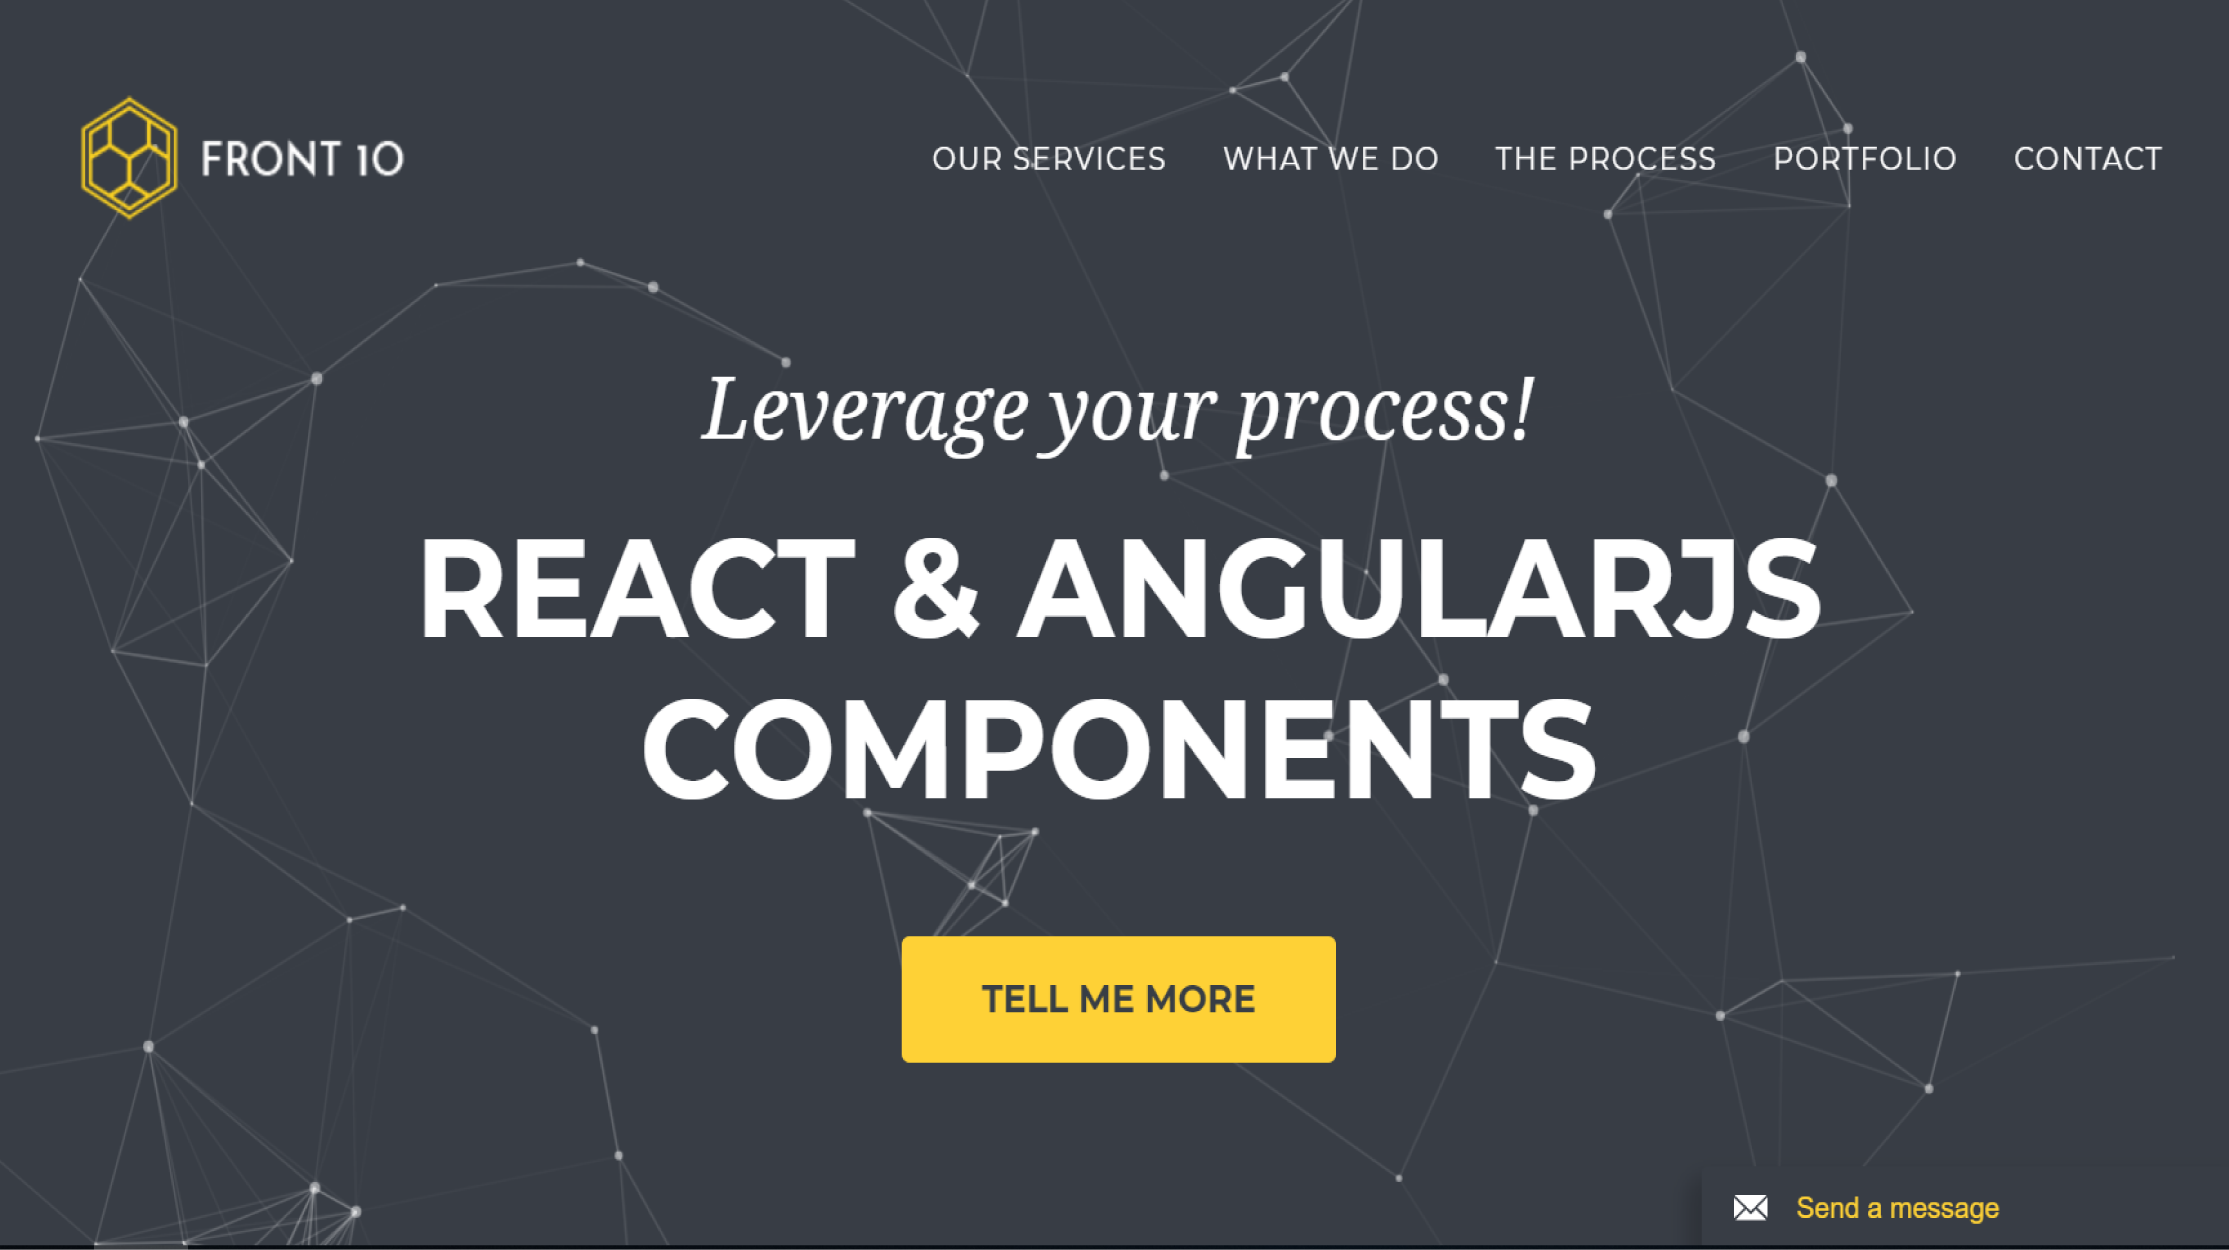 FRONT 10
OUR SERVICES WHAT WE DO THE PROCESS PORTFOLIO CONTACT
Leverage your process!
REACT & ANGULARJS
COMPONENTS
TELL ME MORE
Send a message